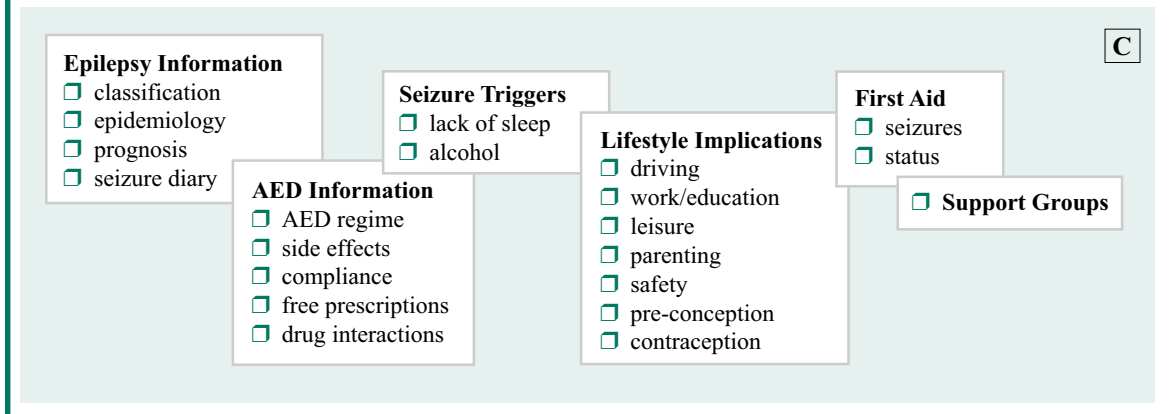 C
Epilepsy Information
classification
epidemiology
prognosis
seizure diary
AED Information
AED regime
side effects
compliance
free prescriptions
drug interactions
Seizure Triggers
lack of sleep
alcohol
Lifestyle Implications
driving
work/education
leisure
parenting
safety
pre-conception
contraception
First Aid
seizures
status
Support Groups